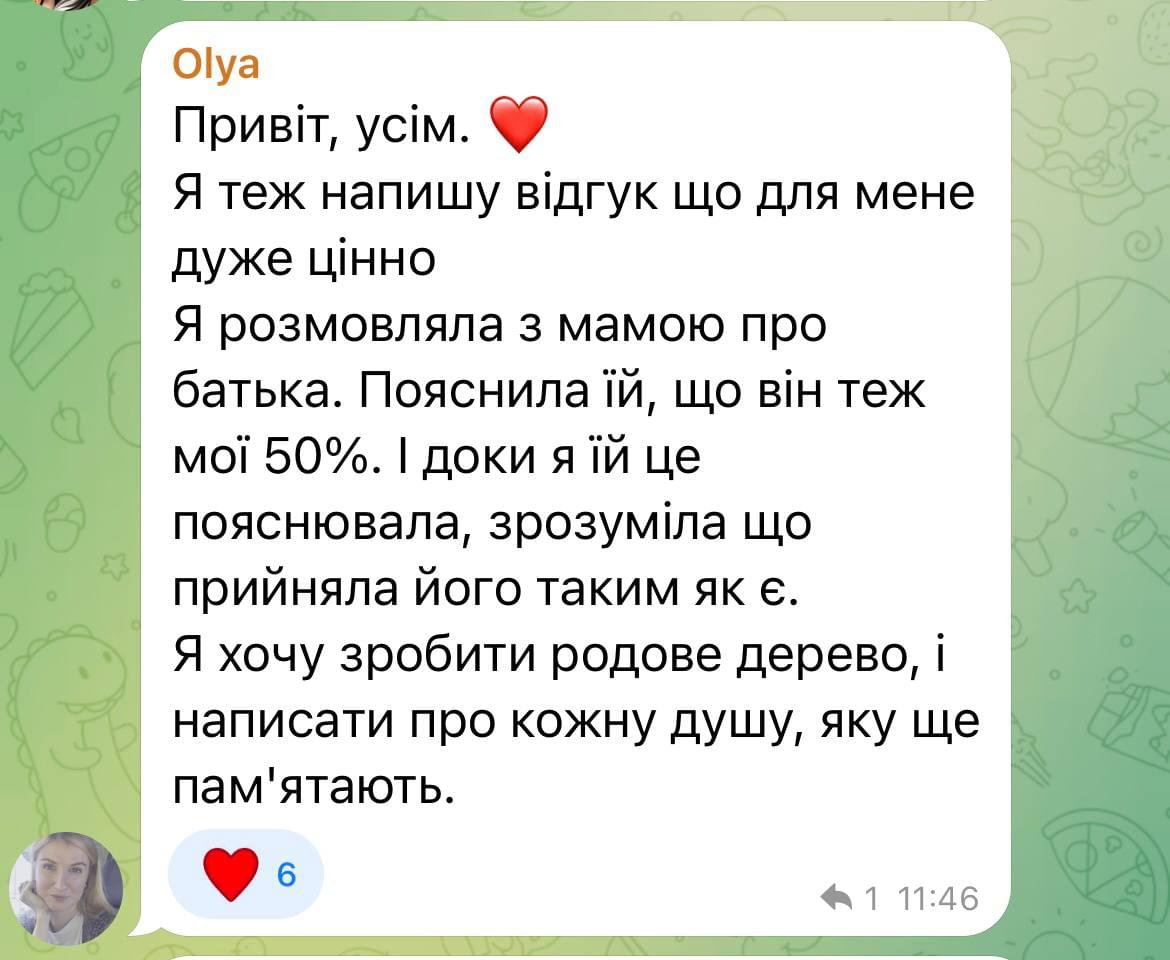 Olya
Привіт, усім. ❤️
Я теж напишу відгук що для мене
дуже цінно
Я розмовляла з мамою про
батька. Пояснила їй, що він теж
мої 50%. І доки я їй це
пояснювала, зрозуміла що
прийняла його таким як є.
Я хочу зробити родове дерево, і
написати про кожну душу, яку ще
пам'ятають.
❤️ 6
1 11:46